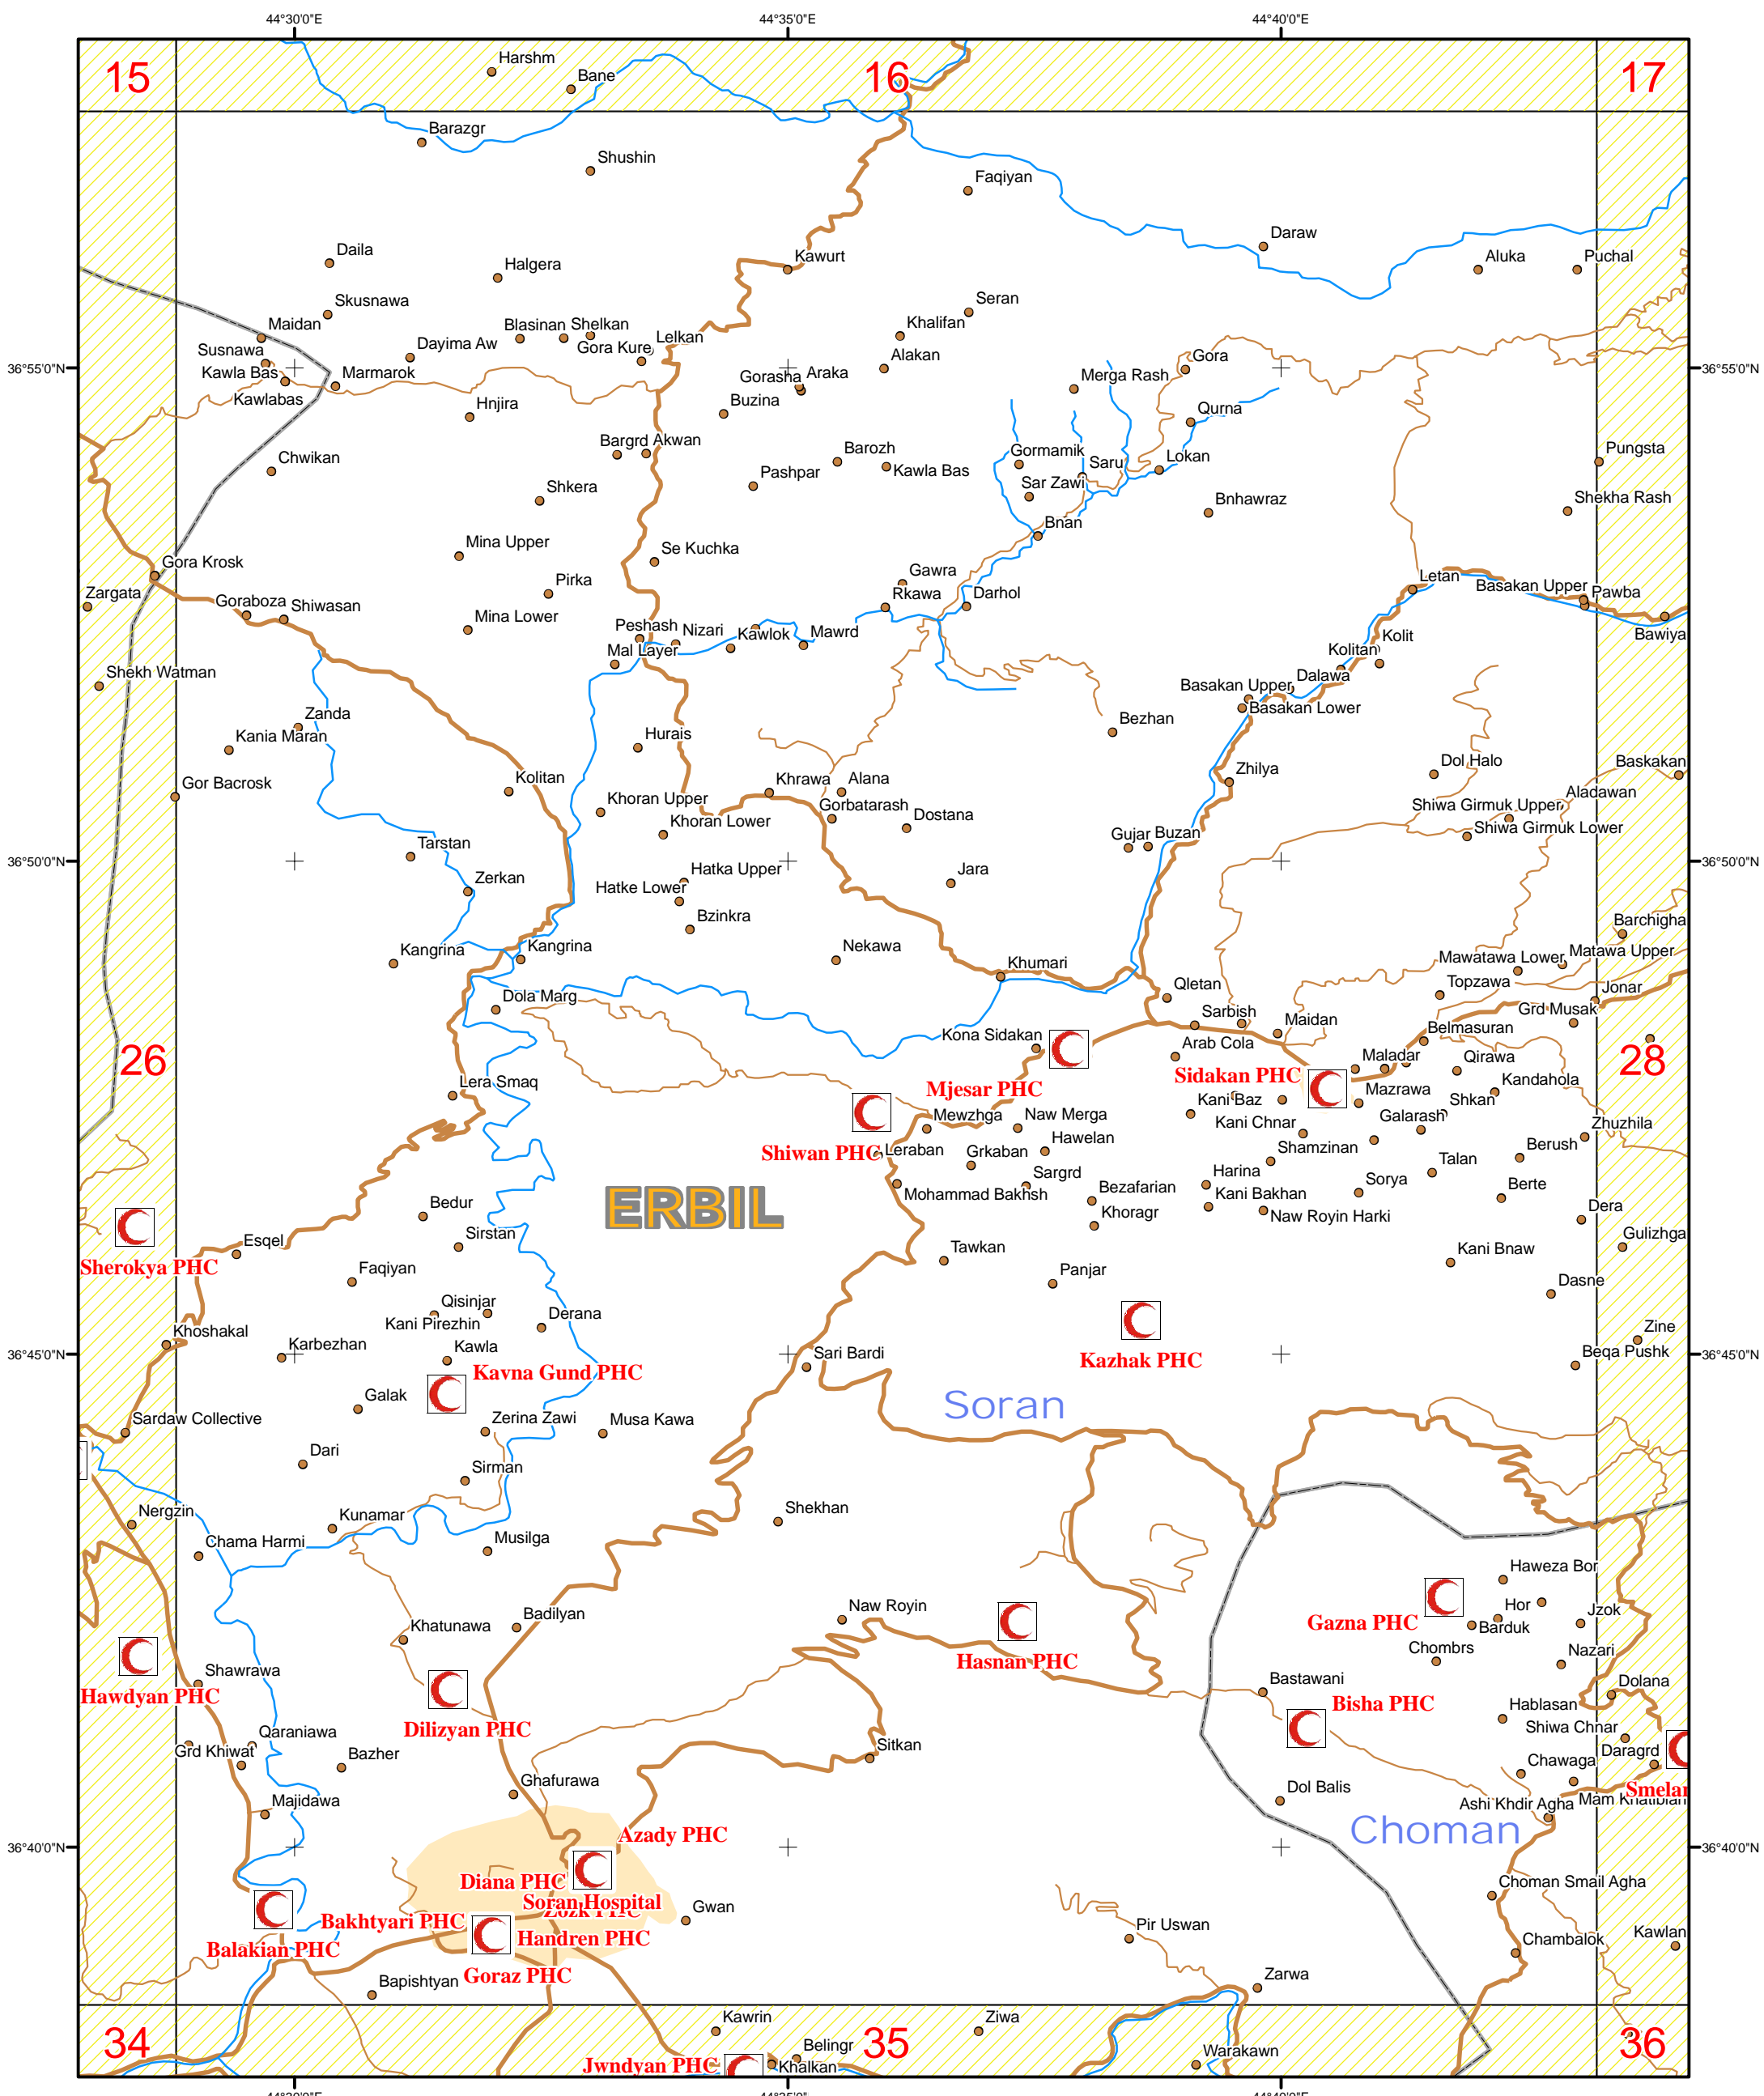 44°30'0"E 44°35'0"E 44°40'0"E
15 16 17
Harshm
Bane
Barazgr
Shushin
Faqiyan
Daraw
Daila
Halgera
Kawurt
Aluka
Puchal
Skusnawa
Seran
Maidan
Blasinan Shelkan
Khalifan
Dayima Aw
Gora Kure
Lelkan
Susnawa
Alakan
Gora
36°55'0"N 36°55'0"N
Kawla Bas
Marmarok
Gorasha Araka
Merga Rash
Kawlabas
Hnjira
Buzina
Qurna
Bargrd Akwan
Barozh
Gormamik
Saru
Lokan
Pungsta
Chwikan
Pashpar
Kawla Bas
Shkera
Sar Zawi
Bnhawraz
Shekha Rash
Bnan
Mina Upper
Se Kuchka
Gora Krosk
Pirka
Gawra
Letan
Basakan Upper Pawba
Zargata
Goraboza Shiwasan
Rkawa
Darhol
Mina Lower
Peshash
Nizari
Kawlok
Mawrd
Kolit
Bawiya
Mal Layer
Kolitan
Shekh Watman
Dalawa
Basakan Upper
Basakan Lower
Zanda
Kania Maran
Hurais
Bezhan
Gor Bacrosk
Kolitan
Khrawa Alana
Zhilya
Dol Halo
Baskakan
Khoran Upper
Gorbatarash
Aladawan
Shiwa Girmuk Upper
Khoran Lower
Dostana
Shiwa Girmuk Lower
Gujar Buzan
Tarstan
36°50'0"N 36°50'0"N
Zerkan
Hatka Upper
Jara
Hatke Lower
Bzinkra
Barchigha
Kangrina
Kangrina
Nekawa
Khumari
Mawatawa Lower
Matawa Upper
Dola Marg
Qletan
Topzawa
Jonar
Sarbish
Maidan
Grd Musak
Kona Sidakan
Belmasuran
Arab Cola
26
Maladar
Qirawa
28
Lera Smaq
Mjesar PHC
Sidakan PHC
Mazrawa
Kandahola
Kani Baz
Shkan
Mewzhga
Naw Merga
Kani Chnar
Galarash
Zhuzhila
Shiwan PHC
Leraban
Hawelan
Grkaban
Shamzinan
Berush
Sargrd
Harina
Talan
Mohammad Bakhsh
Bezafarian
Kani Bakhan
Sorya
Berte
ERBIL
Bedur
Khoragr
Naw Royin Harki
Dera
Sirstan
Esqel
Tawkan
Kani Bnaw
Gulizhga
Sherokya PHC
Faqiyan
Panjar
Dasne
Qisinjar
Derana
Kani Pirezhin
Khoshakal
Karbezhan
Kawla
Sari Bardi
Kazhak PHC
Zine
36°45'0"N 36°45'0"N
Beqa Pushk
Kavna Gund PHC
Galak
Soran
Sardaw Collective
Zerina Zawi
Musa Kawa
Dari
Sirman
Nergzin
Kunamar
Shekhan
Chama Harmi
Musilga
Haweza Bor
Khatunawa
Badilyan
Naw Royin
Gazna PHC
Hor
Jzok
Barduk
Chombrs
Hasnan PHC
Nazari
Shawrawa
Hawdyan PHC
Bastawani
Dolana
Dilizyan PHC
Bisha PHC
Hablasan
Qaraniawa
Shiwa Chnar
Grd Khiwat
Bazher
Sitkan
Chawaga
Daragrd
Ghafurawa
Dol Balis
Majidawa
Ashi Khdir Agha
Choman
Azady PHC
36°40'0"N 36°40'0"N
Diana PHC
Soran Hospital
Zozk PHC
Choman Smail Agha
Bakhtyari PHC
Gwan
Pir Uswan
Balakian PHC
Handren PHC
Chambalok
Kawlan
Goraz PHC
Bapishtyan
Zarwa
34 35 36
Kawrin
Ziwa
Belingr
Jwndyan PHC
Khalkan
Warakawn